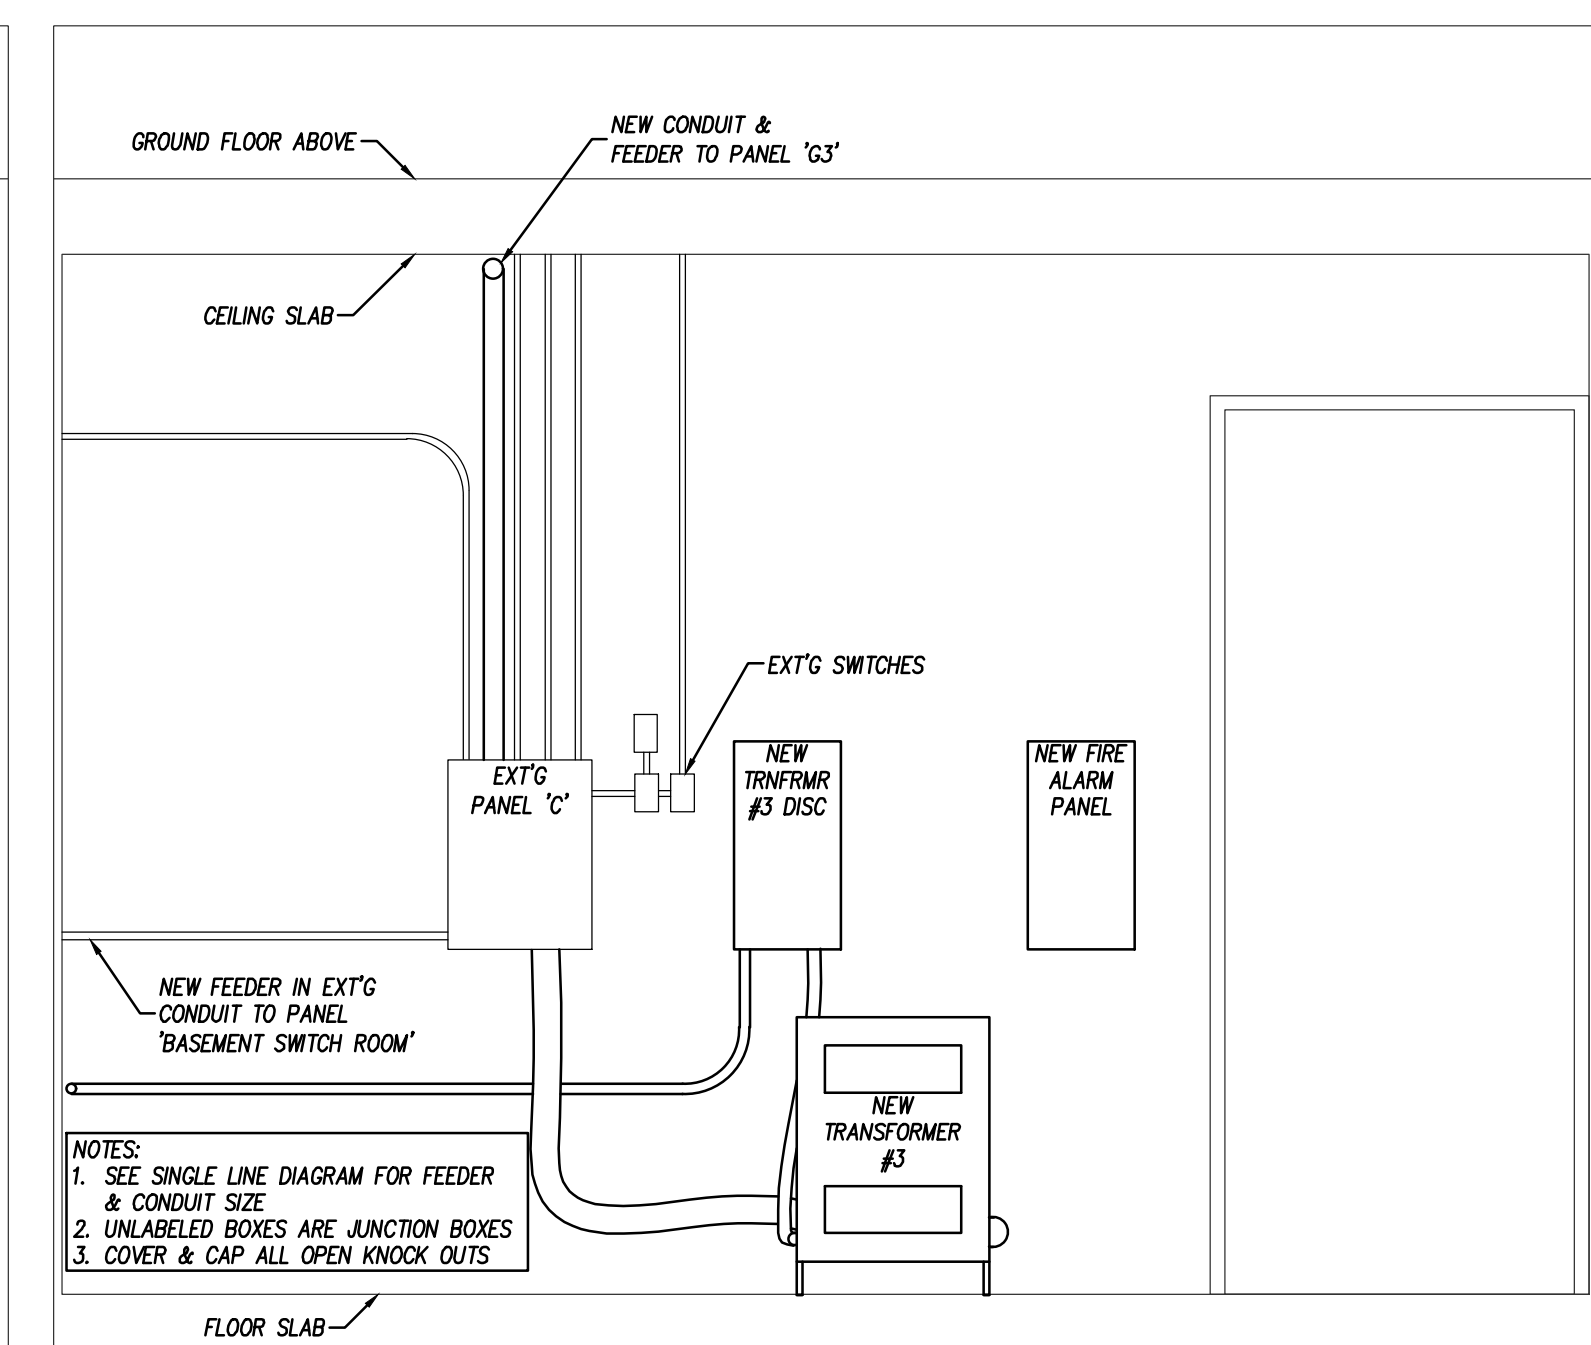 NEW CONDUIT &
FEEDER TO PANEL 'G3'
GROUND FLOOR ABOVE
CEILING SLAB
EXT'G SWITCHES
EXT'G
PANEL 'C'
NEW
TRNFRMR
#3 DISC
NEW FIRE
ALARM
PANEL
NEW FEEDER IN EXT'G
CONDUIT TO PANEL
'BASEMENT SWITCH ROOM'
NEW
TRANSFORMER
#3
NOTES:
1. SEE SINGLE LINE DIAGRAM FOR FEEDER
& CONDUIT SIZE
2. UNLABELED BOXES ARE JUNCTION BOXES
3. COVER & CAP ALL OPEN KNOCK OUTS
FLOOR SLAB